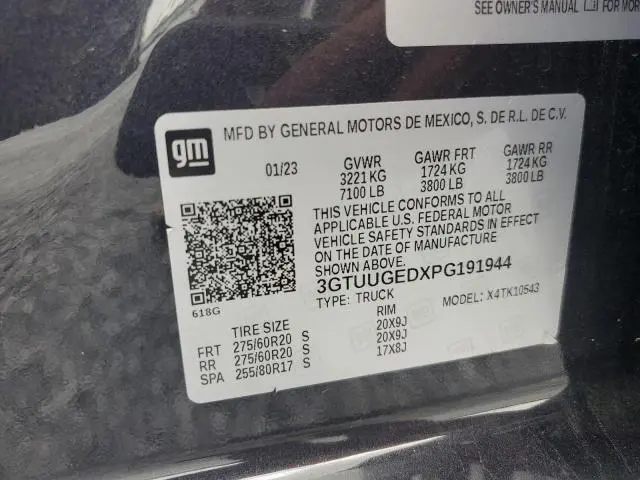 SEE OWNER'S MANUAL FOR MOR
gm
MFD BY GENERAL MOTORS DE MEXICO, S. DE R.L. DE C.V.
01/23 GVWR GAWR FRT GAWR RR
3221 KG 1724 KG 1724 KG
7100 LB 3800 LB 3800 LB
THIS VEHICLE CONFORMS TO ALL
APPLICABLE U.S. FEDERAL MOTOR
VEHICLE SAFETY STANDARDS IN EFFECT
ON THE DATE OF MANUFACTURE
SHOWN ABOVE.
3GTUUGEDXPG191944
618G TYPE: TRUCK MODEL: X4TK10543
TIRE SIZE RIM
FRT 275/60R20 S 20X9J
RR 275/60R20 S 20X9J
SPA 255/80R17 S 17X8J